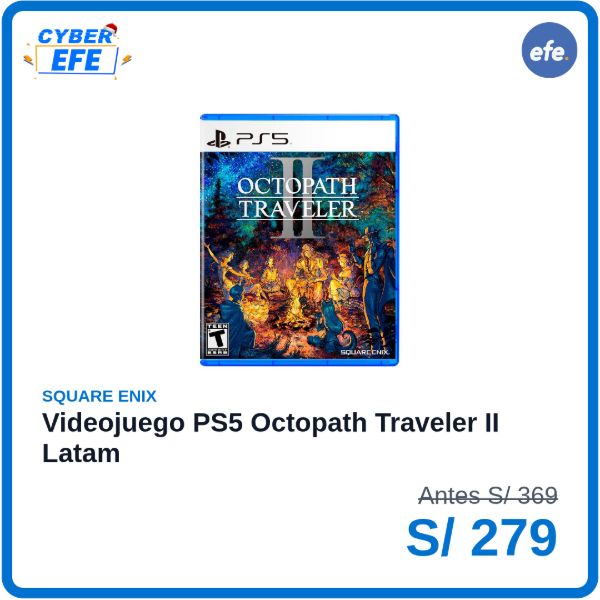 CYBER
EFE
efe.
PS5
II
OCTOPATH
TRAVELER
TEEN
T
ESRB
SQUARE ENIX
SQUARE ENIX
Videojuego PS5 Octopath Traveler II
Latam
Antes S/ 369
S/ 279